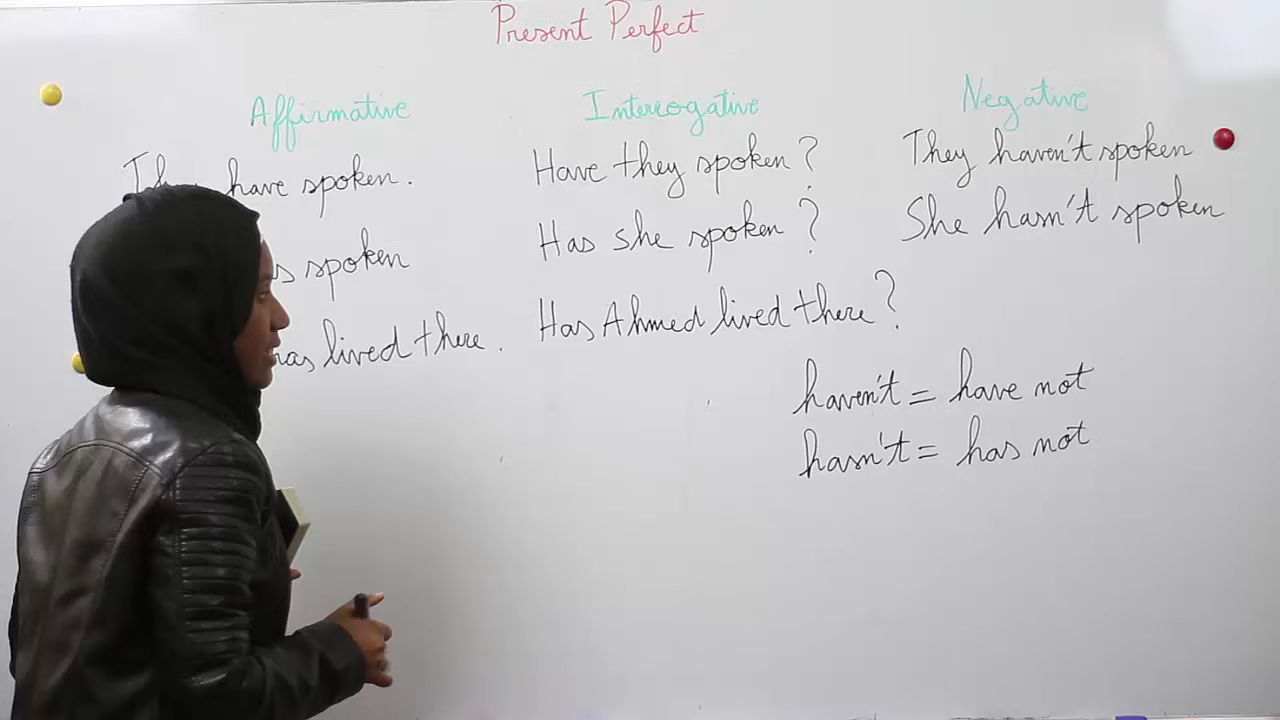 Present Perfect
Affirmative
have spoken.
spoken
lived there.
Interrogative
Have they spoken?
Has she spoken?
Has Ahmed lived there?
Negative
They haven't spoken
She hasn't spoken
haven't = have not
hasn't = has not